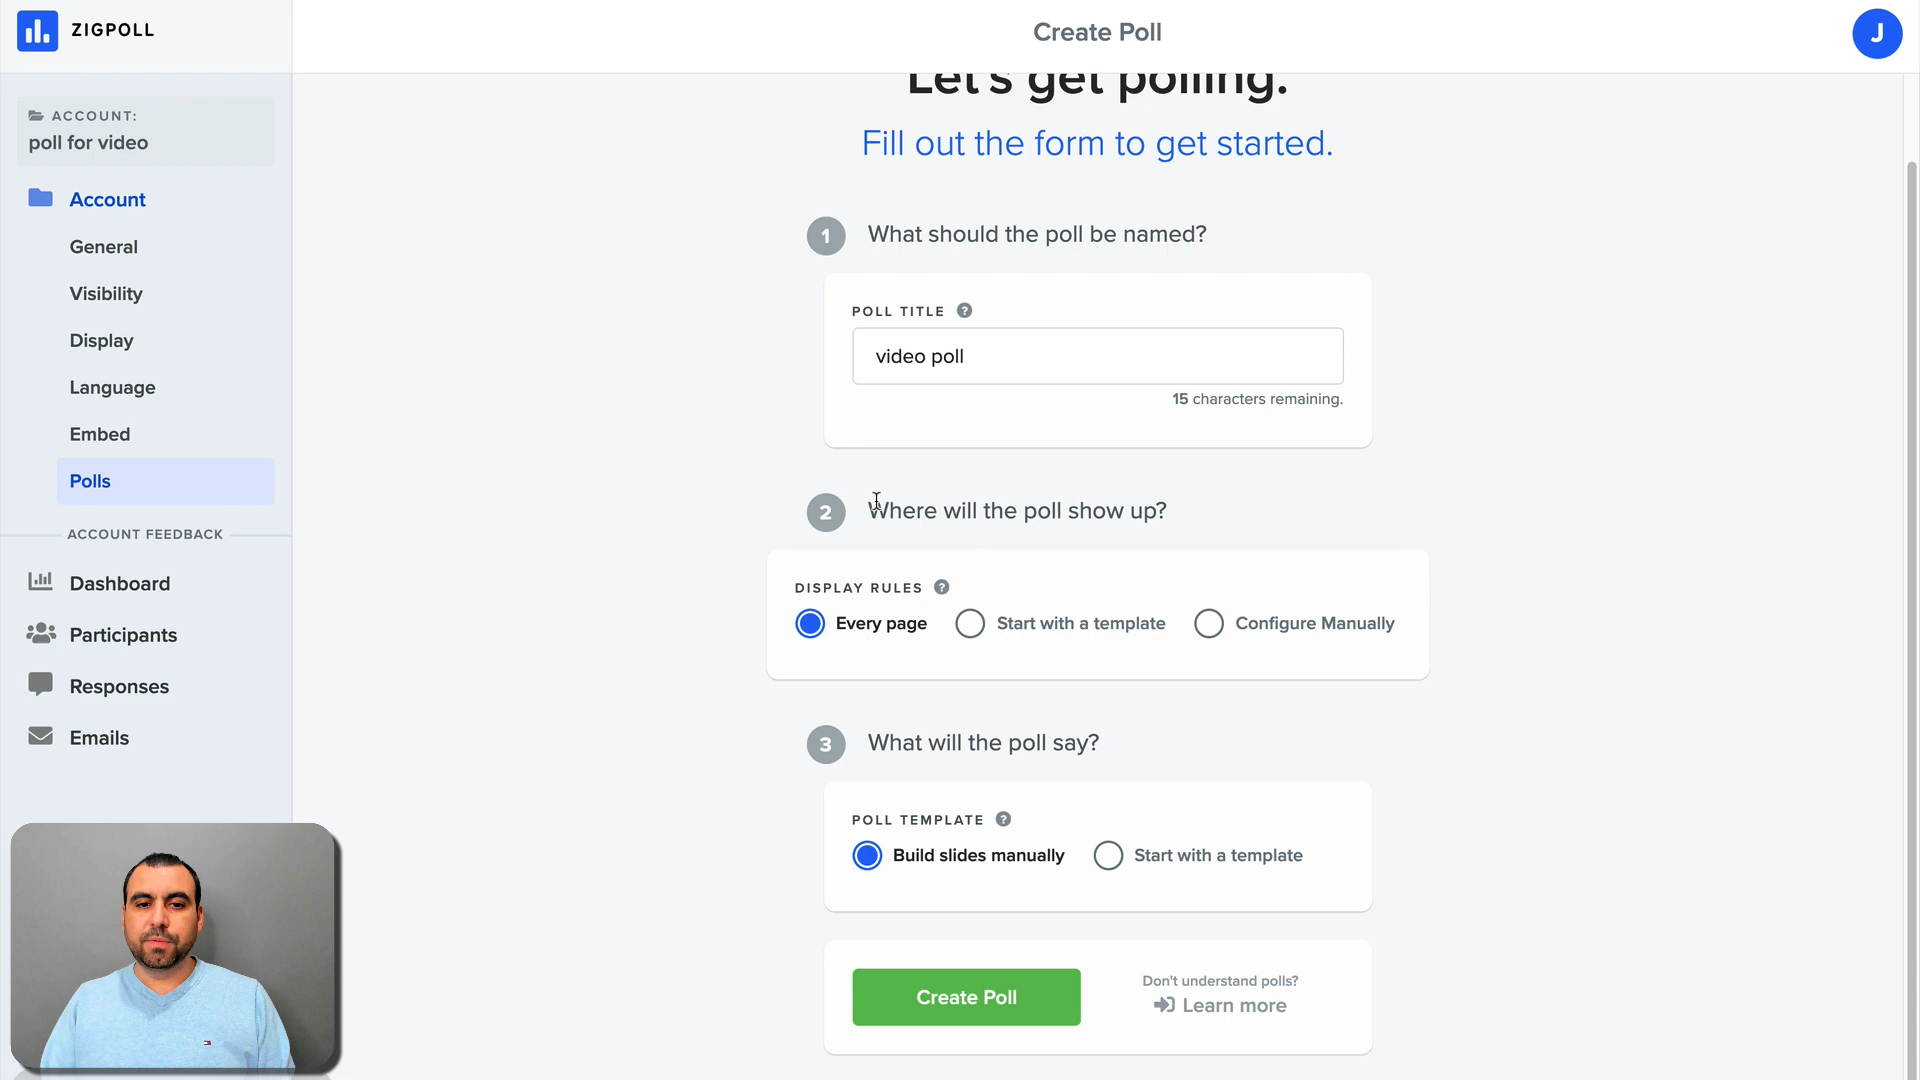 ZIGPOLL
Create Poll
J
ACCOUNT:
poll for video
Account
General
Visibility
Display
Language
Embed
Polls
ACCOUNT FEEDBACK
Dashboard
Participants
Responses
Emails
Let's get polling.
Fill out the form to get started.
1 What should the poll be named?
POLL TITLE ?
video poll
15 characters remaining.
2 Where will the poll show up?
DISPLAY RULES ?
Every page Start with a template Configure Manually
3 What will the poll say?
POLL TEMPLATE ?
Build slides manually Start with a template
Create Poll
Don't understand polls?
Learn more